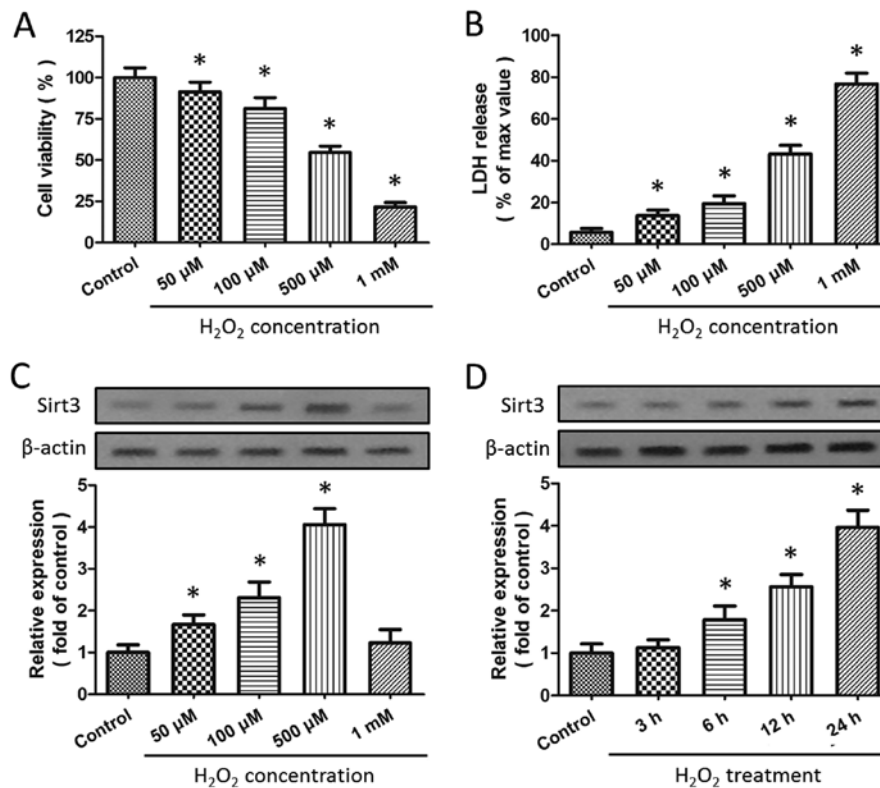 A
Cell viability ( % )
125
100
75
50
25
0
* * * *
Control 50 μM 100 μM 500 μM 1 mM
H₂O₂ concentration
B
LDH release
( % of max value )
100
80
60
40
20
0
* * * *
Control 50 μM 100 μM 500 μM 1 mM
H₂O₂ concentration
C
Sirt3
β-actin
Relative expression
( fold of control )
5
4
3
2
1
0
* * *
Control 50 μM 100 μM 500 μM 1 mM
H₂O₂ concentration
D
Sirt3
β-actin
Relative expression
( fold of control )
5
4
3
2
1
0
* * *
Control 3 h 6 h 12 h 24 h
H₂O₂ treatment